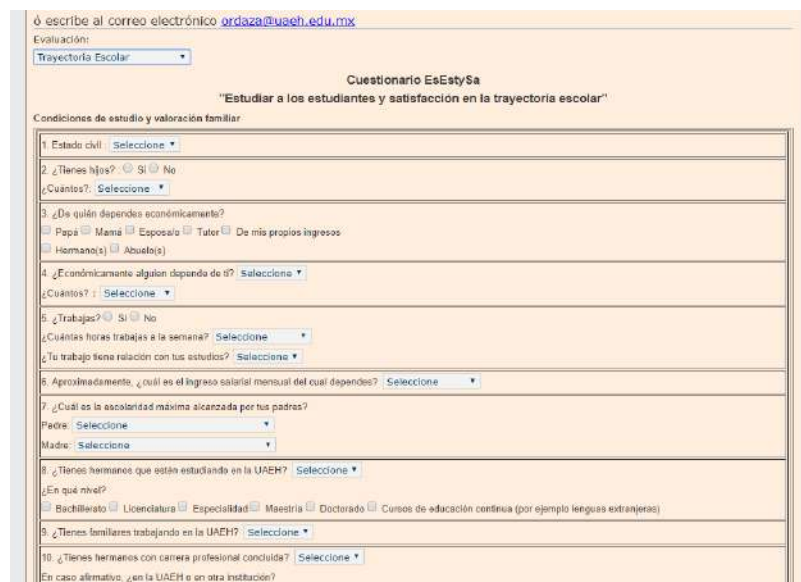 ó escribe al correo electrónico ordaza@uaeh.edu.mx
Evaluación:
Trayectoria Escolar
Cuestionario EsEstySa
"Estudiar a los estudiantes y satisfacción en la trayectoria escolar"
Condiciones de estudio y valoración familiar
1. Estado civil : Seleccione
2. ¿Tienes hijos? : Sí No
¿Cuántos?: Seleccione
3. ¿De quién dependes económicamente?
Papá Mamá Esposa/o Tutor De mis propios ingresos
Hermano(s) Abuelo(s)
4. ¿Económicamente alguien depende de ti? Seleccione
¿Cuántos? : Seleccione
5. ¿Trabajas? Sí No
¿Cuántas horas trabajas a la semana? Seleccione
¿Tu trabajo tiene relación con tus estudios? Seleccione
6. Aproximadamente, ¿cuál es el ingreso salarial mensual del cual dependes? Seleccione
7. ¿Cuál es la escolaridad máxima alcanzada por tus padres?
Padre: Seleccione
Madre: Seleccione
8. ¿Tienes hermanos que están estudiando en la UAEH? Seleccione
¿En qué nivel?
Bachillerato Licenciatura Especialidad Maestría Doctorado Cursos de educación continua (por ejemplo lenguas extranjeras)
9. ¿Tienes familiares trabajando en la UAEH? Seleccione
10. ¿Tienes hermanos con carrera profesional concluida? Seleccione
En caso afirmativo, ¿en la UAEH o en otra institución?